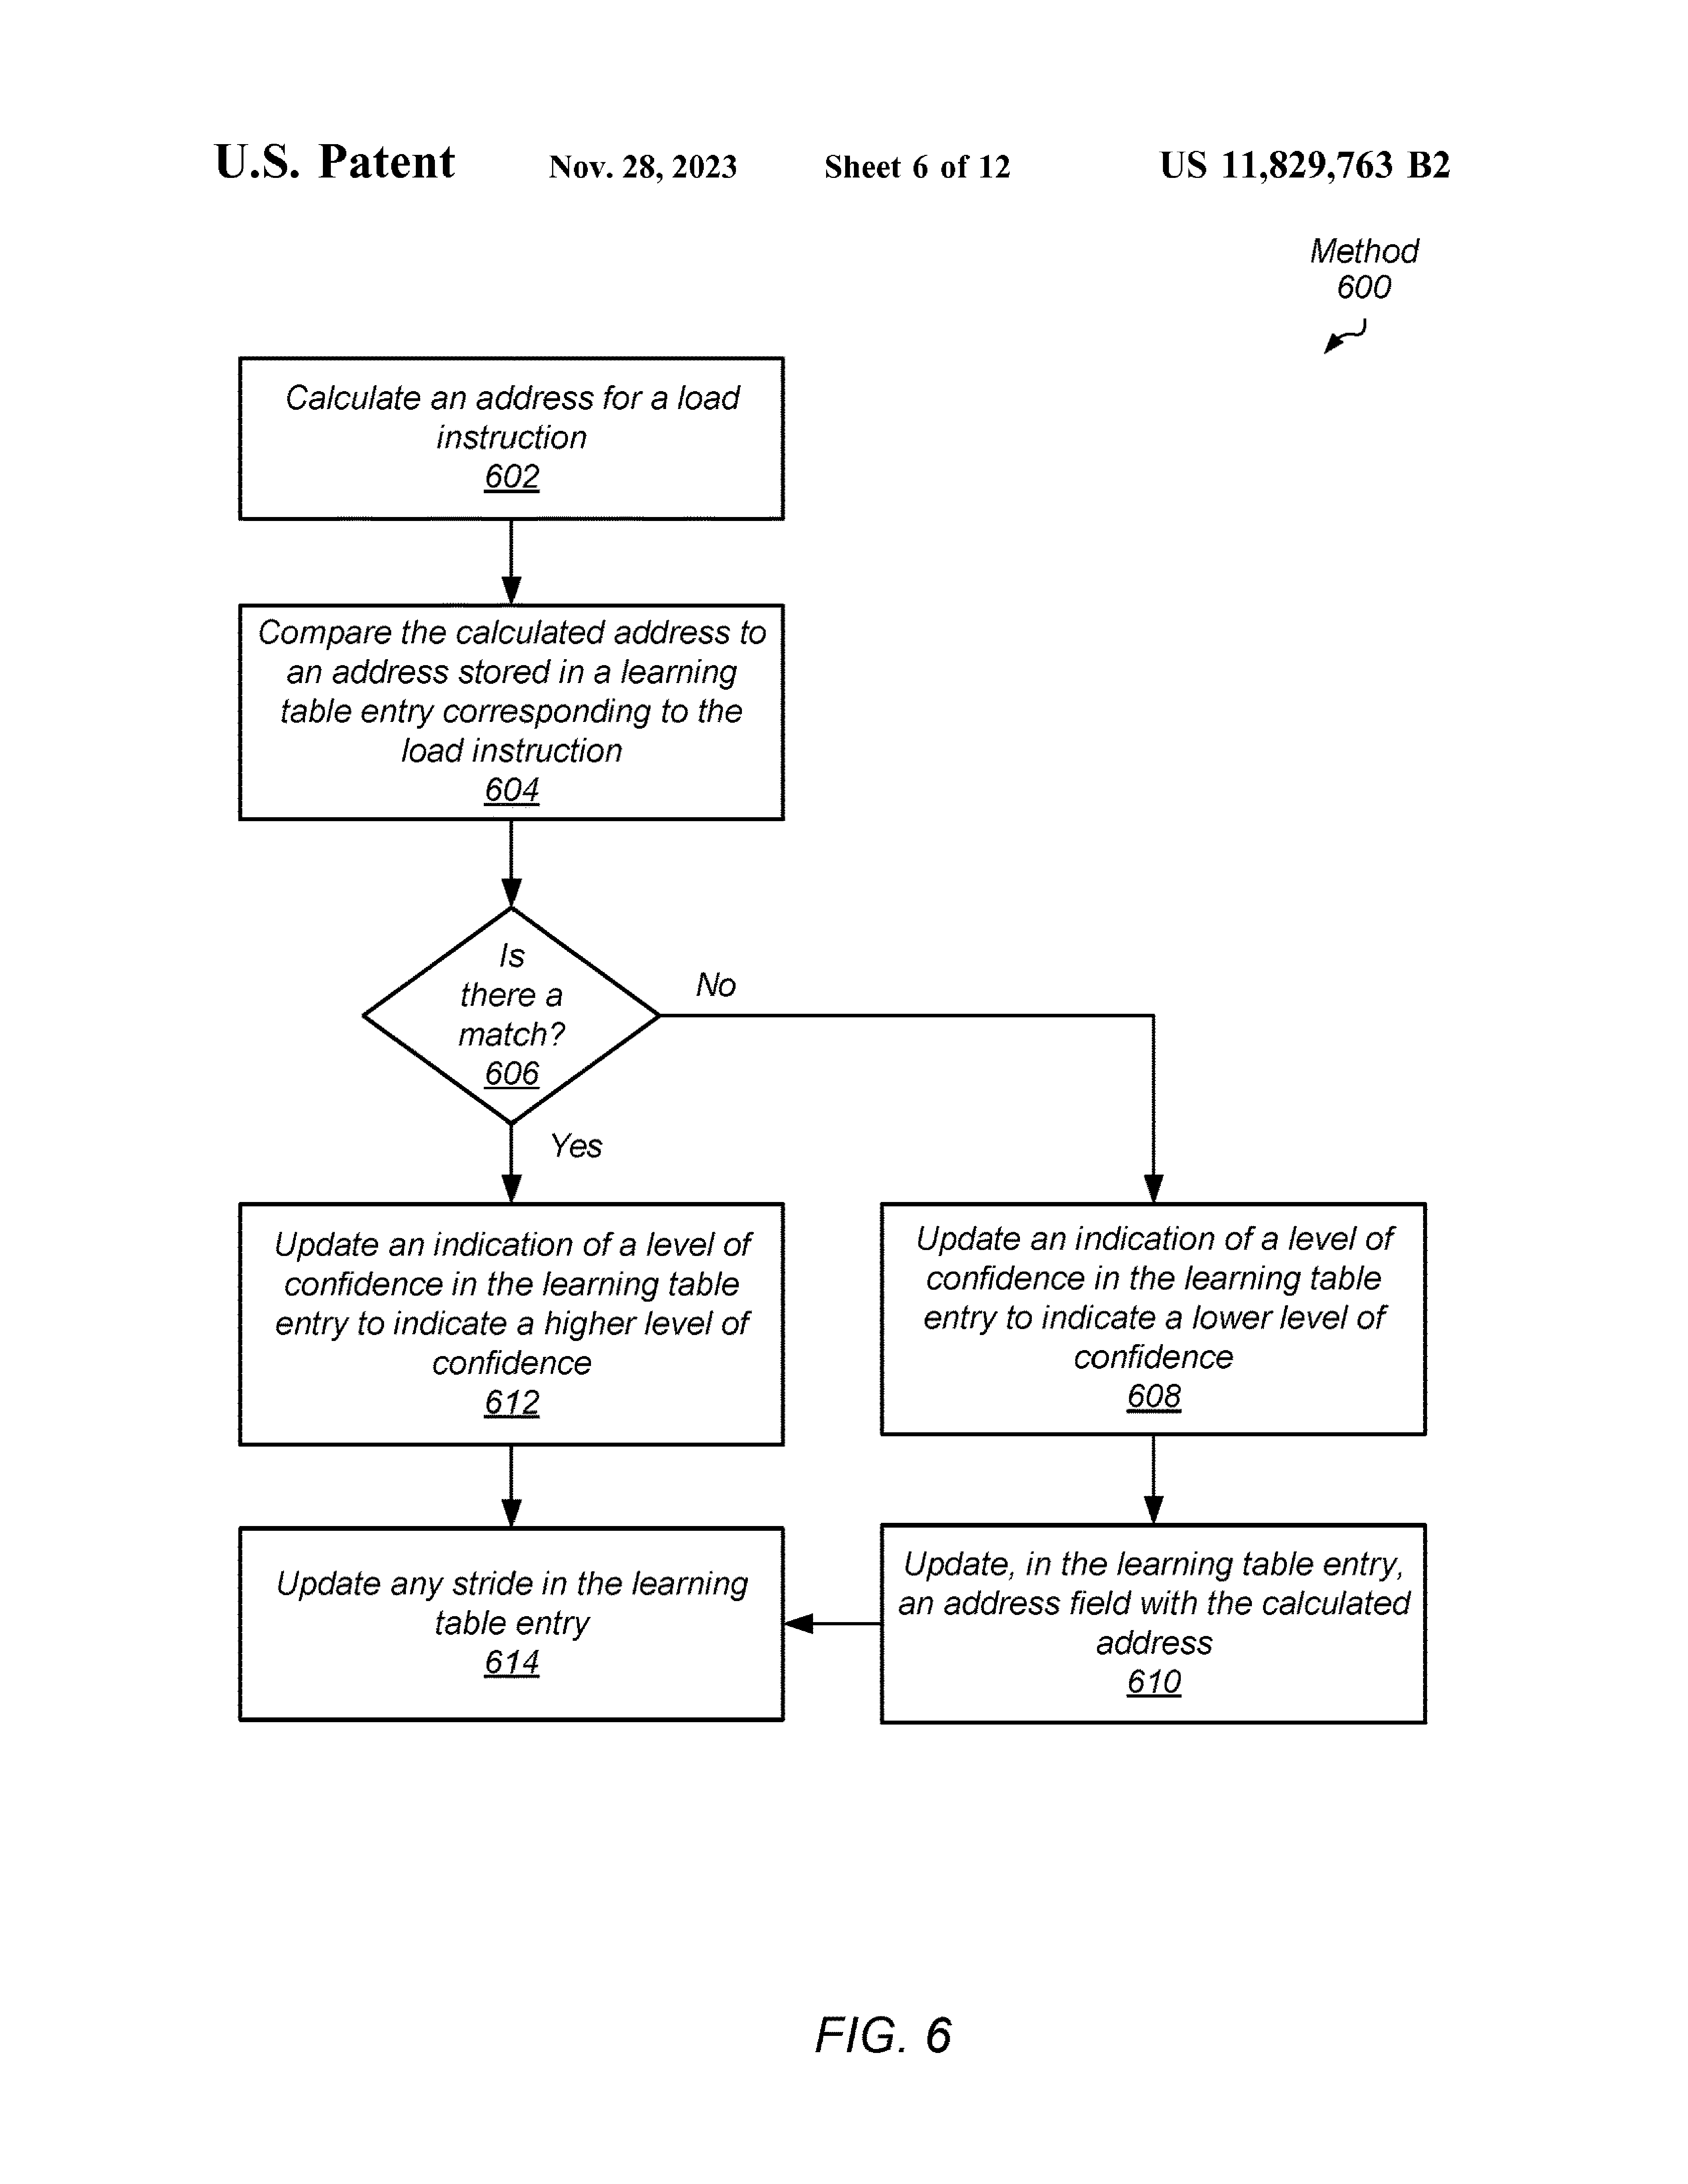 U.S. Patent Nov. 28, 2023 Sheet 6 of 12 US 11,829,763 B2
Method
600
Calculate an address for a load
instruction
602
Compare the calculated address to
an address stored in a learning
table entry corresponding to the
load instruction
604
Is
there a
match?
606
No
Yes
Update an indication of a level of
confidence in the learning table
entry to indicate a higher level of
confidence
612
Update an indication of a level of
confidence in the learning table
entry to indicate a lower level of
confidence
608
Update any stride in the learning
table entry
614
Update, in the learning table entry,
an address field with the calculated
address
610
FIG. 6